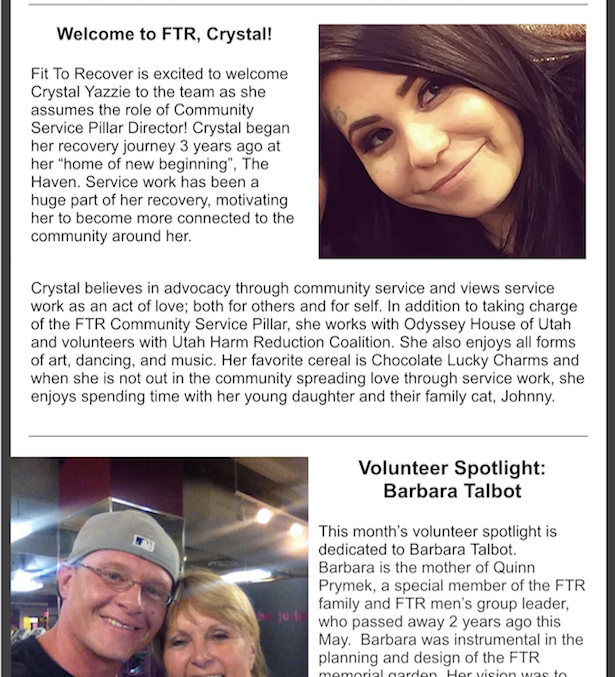 Welcome to FTR, Crystal!
Fit To Recover is excited to welcome
Crystal Yazzie to the team as she
assumes the role of Community
Service Pillar Director! Crystal began
her recovery journey 3 years ago at
her “home of new beginning”, The
Haven. Service work has been a
huge part of her recovery, motivating
her to become more connected to the
community around her.
Crystal believes in advocacy through community service and views service
work as an act of love; both for others and for self. In addition to taking charge
of the FTR Community Service Pillar, she works with Odyssey House of Utah
and volunteers with Utah Harm Reduction Coalition. She also enjoys all forms
of art, dancing, and music. Her favorite cereal is Chocolate Lucky Charms and
when she is not out in the community spreading love through service work, she
enjoys spending time with her young daughter and their family cat, Johnny.
Volunteer Spotlight:
Barbara Talbot
This month’s volunteer spotlight is
dedicated to Barbara Talbot.
Barbara is the mother of Quinn
Prymek, a special member of the FTR
family and FTR men’s group leader,
who passed away 2 years ago this
May.  Barbara was instrumental in the
planning and design of the FTR
memorial garden. Her vision was to